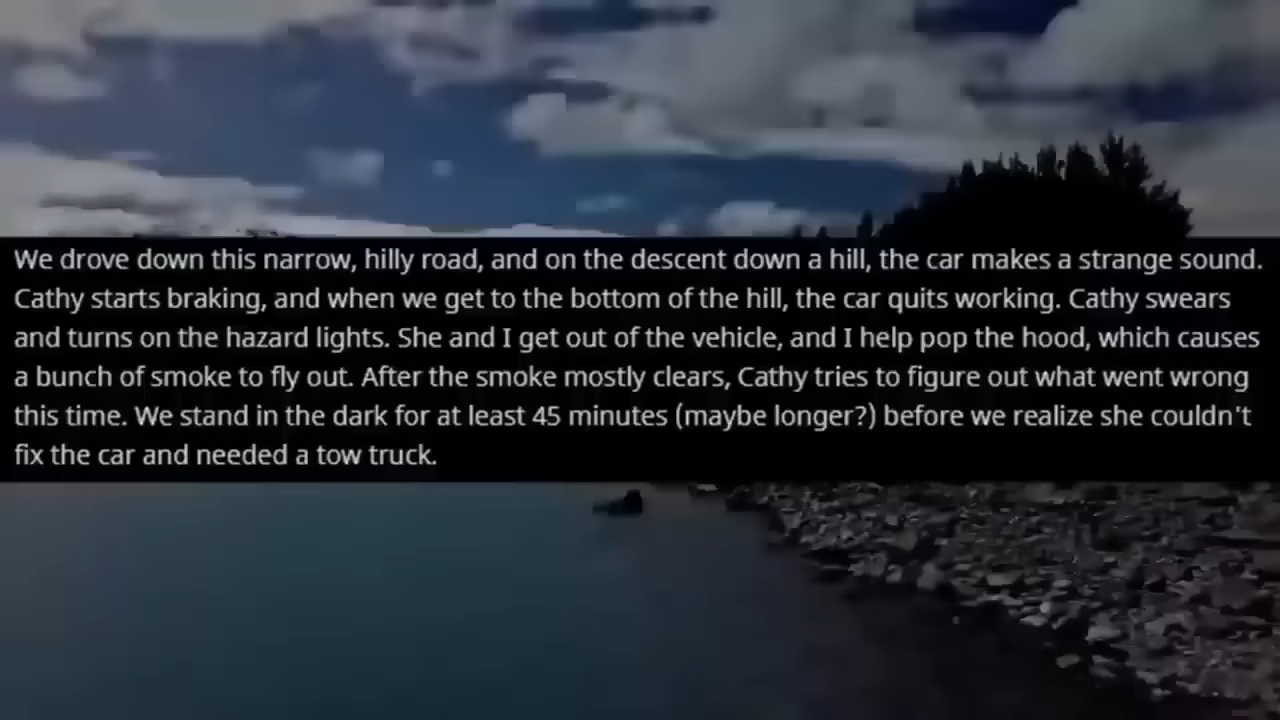 We drove down this narrow, hilly road, and on the descent down a hill, the car makes a strange sound.
Cathy starts braking, and when we get to the bottom of the hill, the car quits working. Cathy swears
and turns on the hazard lights. She and I get out of the vehicle, and I help pop the hood, which causes
a bunch of smoke to fly out. After the smoke mostly clears, Cathy tries to figure out what went wrong
this time. We stand in the dark for at least 45 minutes (maybe longer?) before we realize she couldn't
fix the car and needed a tow truck.